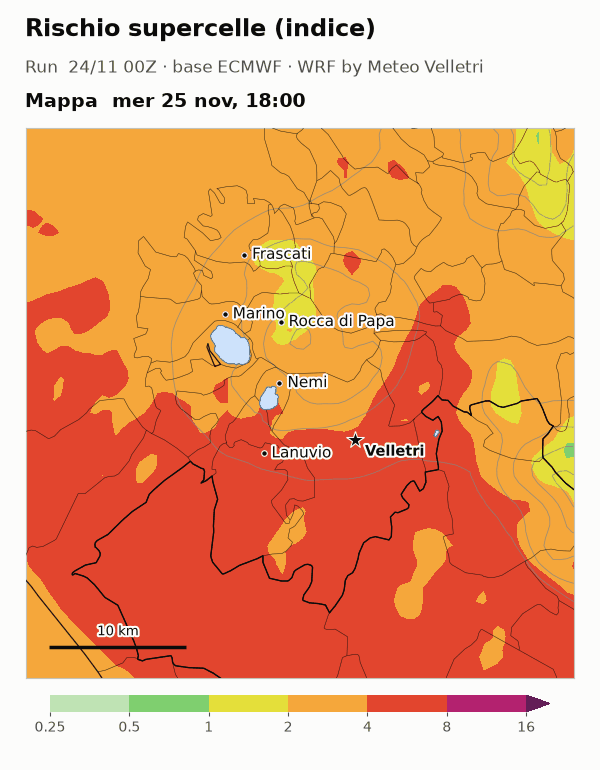 Rischio supercelle (indice)
Run  24/11 00Z · base ECMWF · WRF by Meteo Velletri
Mappa  mer 25 nov, 18:00
Frascati
Marino
Rocca di Papa
Nemi
Velletri
Lanuvio
10 km
0.25 0.5 1 2 4 8 16